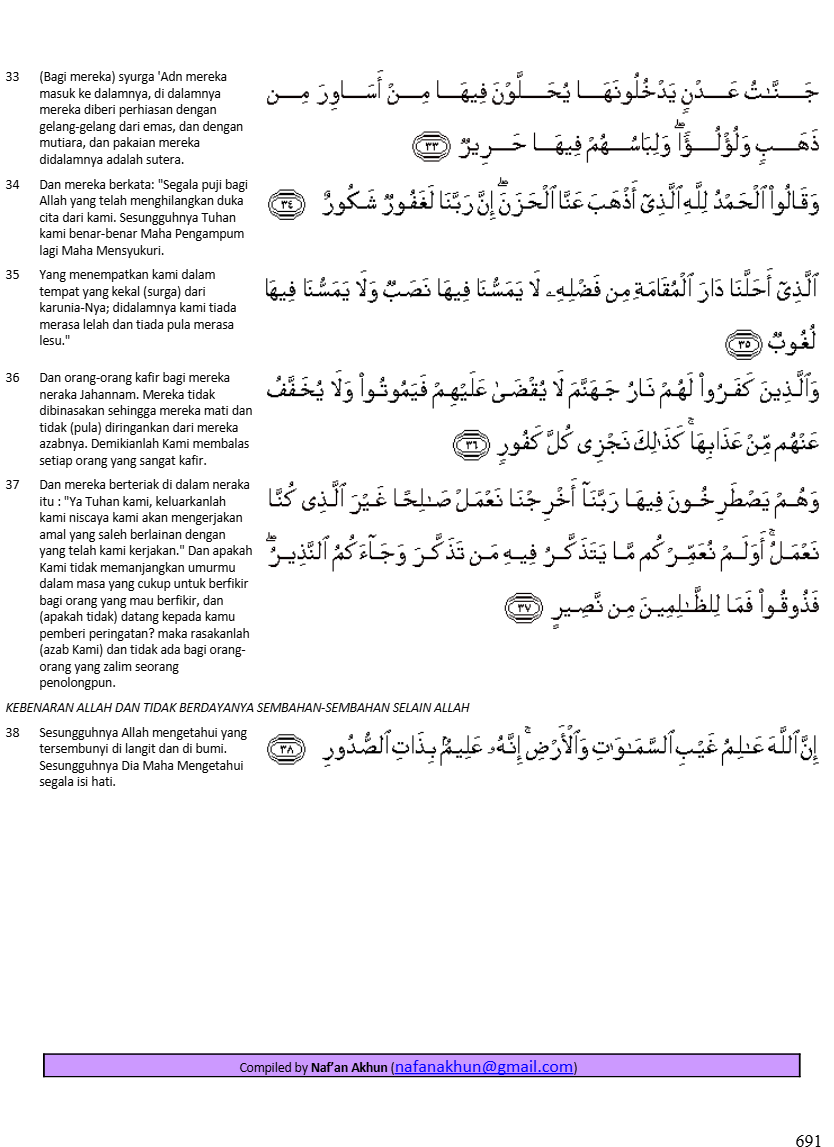 33 (Bagi mereka) syurga 'Adn mereka
masuk ke dalamnya, di dalamnya
mereka diberi perhiasan dengan
gelang-gelang dari emas, dan dengan
mutiara, dan pakaian mereka
didalamnya adalah sutera.
جَنَّـٰتُ عَدْنٍ يَدْخُلُونَهَا يُحَلَّوْنَ فِيهَا مِنْ أَسَاوِرَ مِن
ذَهَبٍ وَلُؤْلُؤًا ۖ وَلِبَاسُهُمْ فِيهَا حَرِيرٌ ٣٣
34 Dan mereka berkata: "Segala puji bagi
Allah yang telah menghilangkan duka
cita dari kami. Sesungguhnya Tuhan
kami benar-benar Maha Pengampum
lagi Maha Mensyukuri.
وَقَالُوا۟ ٱلْحَمْدُ لِلَّهِ ٱلَّذِىٓ أَذْهَبَ عَنَّا ٱلْحَزَنَ ۖ إِنَّ رَبَّنَا لَغَفُورٌ شَكُورٌ ٣٤
35 Yang menempatkan kami dalam
tempat yang kekal (surga) dari
karunia-Nya; didalamnya kami tiada
merasa lelah dan tiada pula merasa
lesu."
ٱلَّذِىٓ أَحَلَّنَا دَارَ ٱلْمُقَامَةِ مِن فَضْلِهِۦ لَا يَمَسُّنَا فِيهَا نَصَبٌ وَلَا يَمَسُّنَا فِيهَا
لُغُوبٌ ٣٥
36 Dan orang-orang kafir bagi mereka
neraka Jahannam. Mereka tidak
dibinasakan sehingga mereka mati dan
tidak (pula) diringankan dari mereka
azabnya. Demikianlah Kami membalas
setiap orang yang sangat kafir.
وَٱلَّذِينَ كَفَرُوا۟ لَهُمْ نَارُ جَهَنَّمَ لَا يُقْضَىٰ عَلَيْهِمْ فَيَمُوتُوا۟ وَلَا يُخَفَّفُ
عَنْهُم مِّنْ عَذَابِهَا ۚ كَذَٰلِكَ نَجْزِى كُلَّ كَفُورٍ ٣٦
37 Dan mereka berteriak di dalam neraka
itu : "Ya Tuhan kami, keluarkanlah
kami niscaya kami akan mengerjakan
amal yang saleh berlainan dengan
yang telah kami kerjakan." Dan apakah
Kami tidak memanjangkan umurmu
dalam masa yang cukup untuk berfikir
bagi orang yang mau berfikir, dan
(apakah tidak) datang kepada kamu
pemberi peringatan? maka rasakanlah
(azab Kami) dan tidak ada bagi orang-
orang yang zalim seorang
penolongpun.
وَهُمْ يَصْطَرِخُونَ فِيهَا رَبَّنَآ أَخْرِجْنَا نَعْمَلْ صَـٰلِحًا غَيْرَ ٱلَّذِى كُنَّا
نَعْمَلُ ۚ أَوَلَمْ نُعَمِّرْكُم مَّا يَتَذَكَّرُ فِيهِ مَن تَذَكَّرَ وَجَآءَكُمُ ٱلنَّذِيرُ ۖ
فَذُوقُوا۟ فَمَا لِلظَّـٰلِمِينَ مِن نَّصِيرٍ ٣٧
KEBENARAN ALLAH DAN TIDAK BERDAYANYA SEMBAHAN-SEMBAHAN SELAIN ALLAH
38 Sesungguhnya Allah mengetahui yang
tersembunyi di langit dan di bumi.
Sesungguhnya Dia Maha Mengetahui
segala isi hati.
إِنَّ ٱللَّهَ عَـٰلِمُ غَيْبِ ٱلسَّمَـٰوَٰتِ وَٱلْأَرْضِ ۚ إِنَّهُۥ عَلِيمٌۢ بِذَاتِ ٱلصُّدُورِ ٣٨
Compiled by Naf'an Akhun (nafanakhun@gmail.com)
691